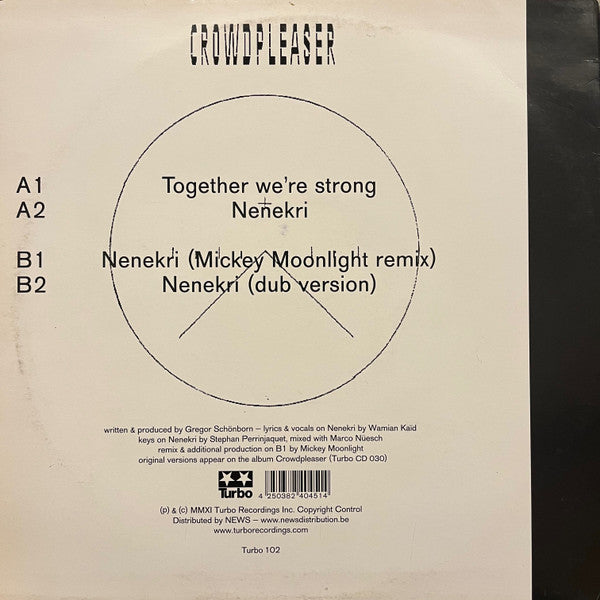 CROWDPLEASER
A1 Together we're strong
A2 Nenekri
B1 Nenekri (Mickey Moonlight remix)
B2 Nenekri (dub version)
written & produced by Gregor Schönborn – lyrics & vocals on Nenekri by Wamian Kaïd
keys on Nenekri by Stephan Perrinjaquet, mixed with Marco Nüesch
remix & additional production on B1 by Mickey Moonlight
original versions appear on the album Crowdpleaser (Turbo CD 030)
Turbo
4 250382 404514
(p) & (c) MMXI Turbo Recordings Inc. Copyright Control
Distributed by NEWS – www.newsdistribution.be
www.turborecordings.com
Turbo 102